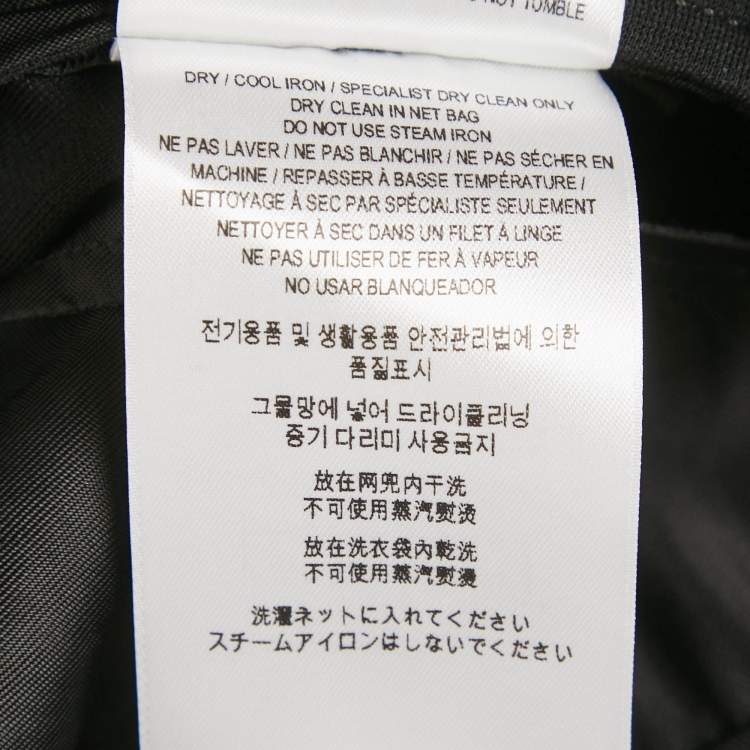 NOT TUMBLE
DRY / COOL IRON / SPECIALIST DRY CLEAN ONLY
DRY CLEAN IN NET BAG
DO NOT USE STEAM IRON
NE PAS LAVER / NE PAS BLANCHIR / NE PAS SÉCHER EN
MACHINE / REPASSER À BASSE TEMPÉRATURE /
NETTOYAGE À SEC PAR SPÉCIALISTE SEULEMENT
NETTOYER À SEC DANS UN FILET À LINGE
NE PAS UTILISER DE FER À VAPEUR
NO USAR BLANQUEADOR
전기용품 및 생활용품 안전관리법에 의한
품질표시
그물망에 넣어 드라이클리닝
증기 다리미 사용금지
放在网兜内干洗
不可使用蒸汽熨烫
放在洗衣袋內乾洗
不可使用蒸汽熨燙
洗濯ネットに入れてください
スチームアイロンはしないでください